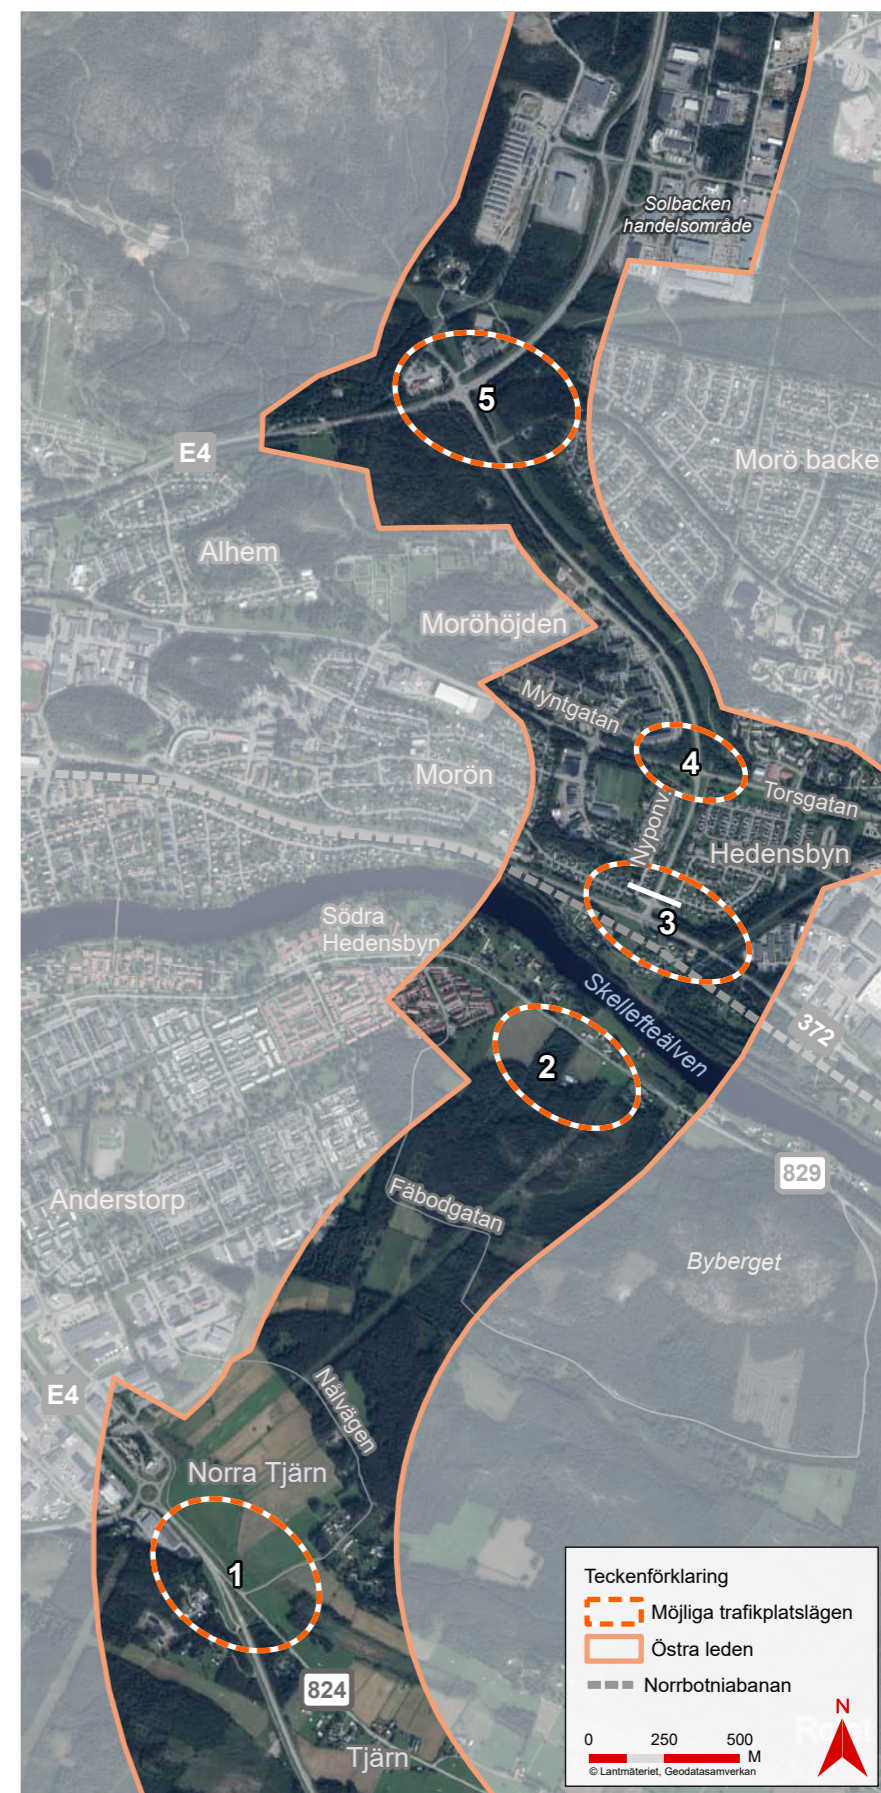 Solbacken
handelsområde
5
E4
Morö backe
Alhem
Moröhöjden
Myntgatan
4
Morön
Torsgatan
Nyponv.
Hedensbyn
Södra
Hedensbyn
3
Skellefteälven
372
2
829
Anderstorp
Fäbodgatan
Byberget
E4
Nålvägen
Norra Tjärn
1
824
Tjärn
Teckenförklaring
Möjliga trafikplatslägen
Östra leden
Norrbotniabanan
N
0 250 500
M
© Lantmäteriet, Geodatasamverkan